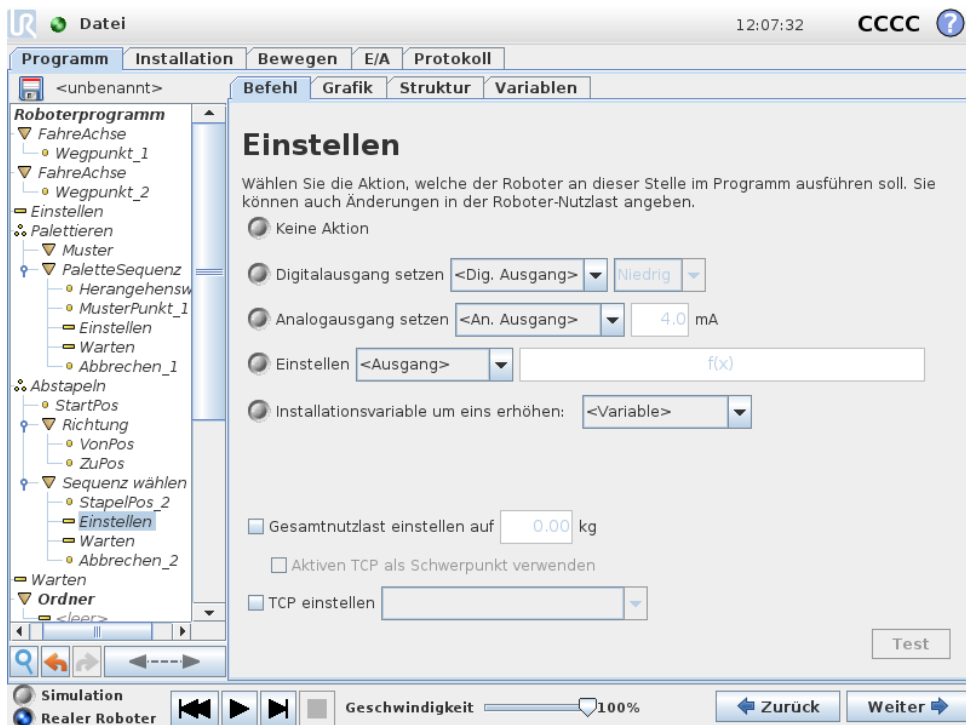 UR Datei 12:07:32 CCCC ?
Programm Installation Bewegen E/A Protokoll
<unbenannt>
Befehl Grafik Struktur Variablen
Roboterprogramm
FahreAchse
Wegpunkt_1
FahreAchse
Wegpunkt_2
Einstellen
Palettieren
Muster
PaletteSequenz
Herangehensw
MusterPunkt_1
Einstellen
Warten
Abbrechen_1
Abstapeln
StartPos
Richtung
VonPos
ZuPos
Sequenz wählen
StapelPos_2
Einstellen
Warten
Abbrechen_2
Warten
Ordner
<leer>
Einstellen
Wählen Sie die Aktion, welche der Roboter an dieser Stelle im Programm ausführen soll. Sie
können auch Änderungen in der Roboter-Nutzlast angeben.
Keine Aktion
Digitalausgang setzen <Dig. Ausgang> Niedrig
Analogausgang setzen <An. Ausgang> 4.0 mA
Einstellen <Ausgang> f(x)
Installationsvariable um eins erhöhen: <Variable>
Gesamtnutzlast einstellen auf 0.00 kg
Aktiven TCP als Schwerpunkt verwenden
TCP einstellen
Test
Simulation
Realer Roboter
Geschwindigkeit 100%
Zurück Weiter